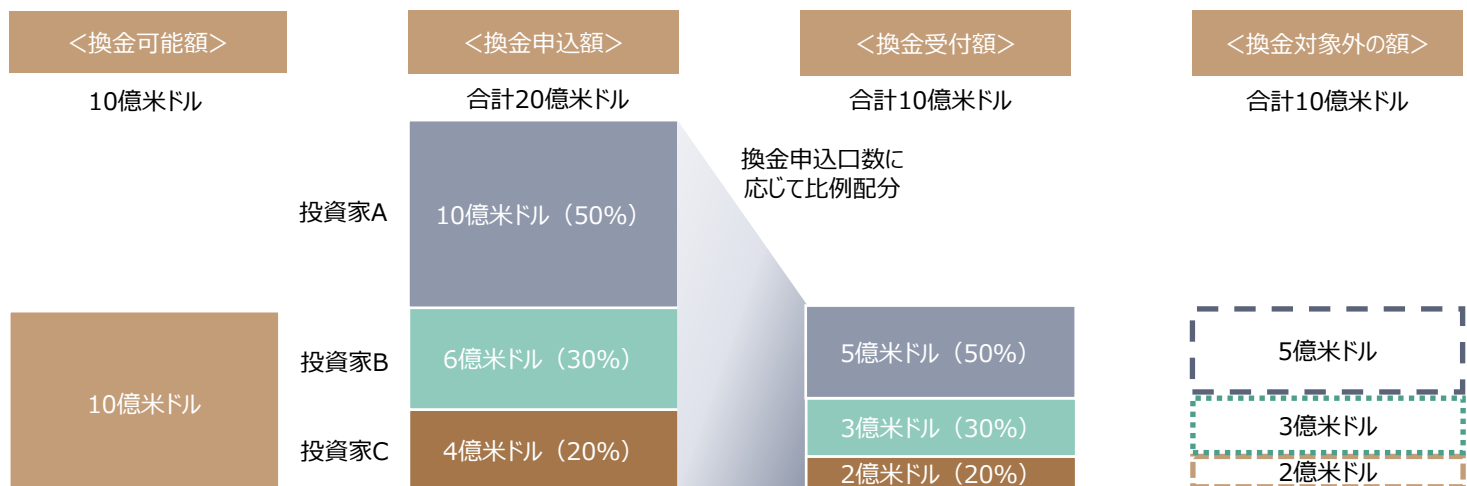 <換金可能額>
<換金申込額>
<換金受付額>
<換金対象外の額>
10億米ドル
合計20億米ドル
合計10億米ドル
合計10億米ドル
換金申込口数に
応じて比例配分
投資家A
10億米ドル（50%）
投資家B
6億米ドル（30%）
5億米ドル（50%）
5億米ドル
10億米ドル
3億米ドル（30%）
3億米ドル
投資家C
4億米ドル（20%）
2億米ドル（20%）
2億米ドル